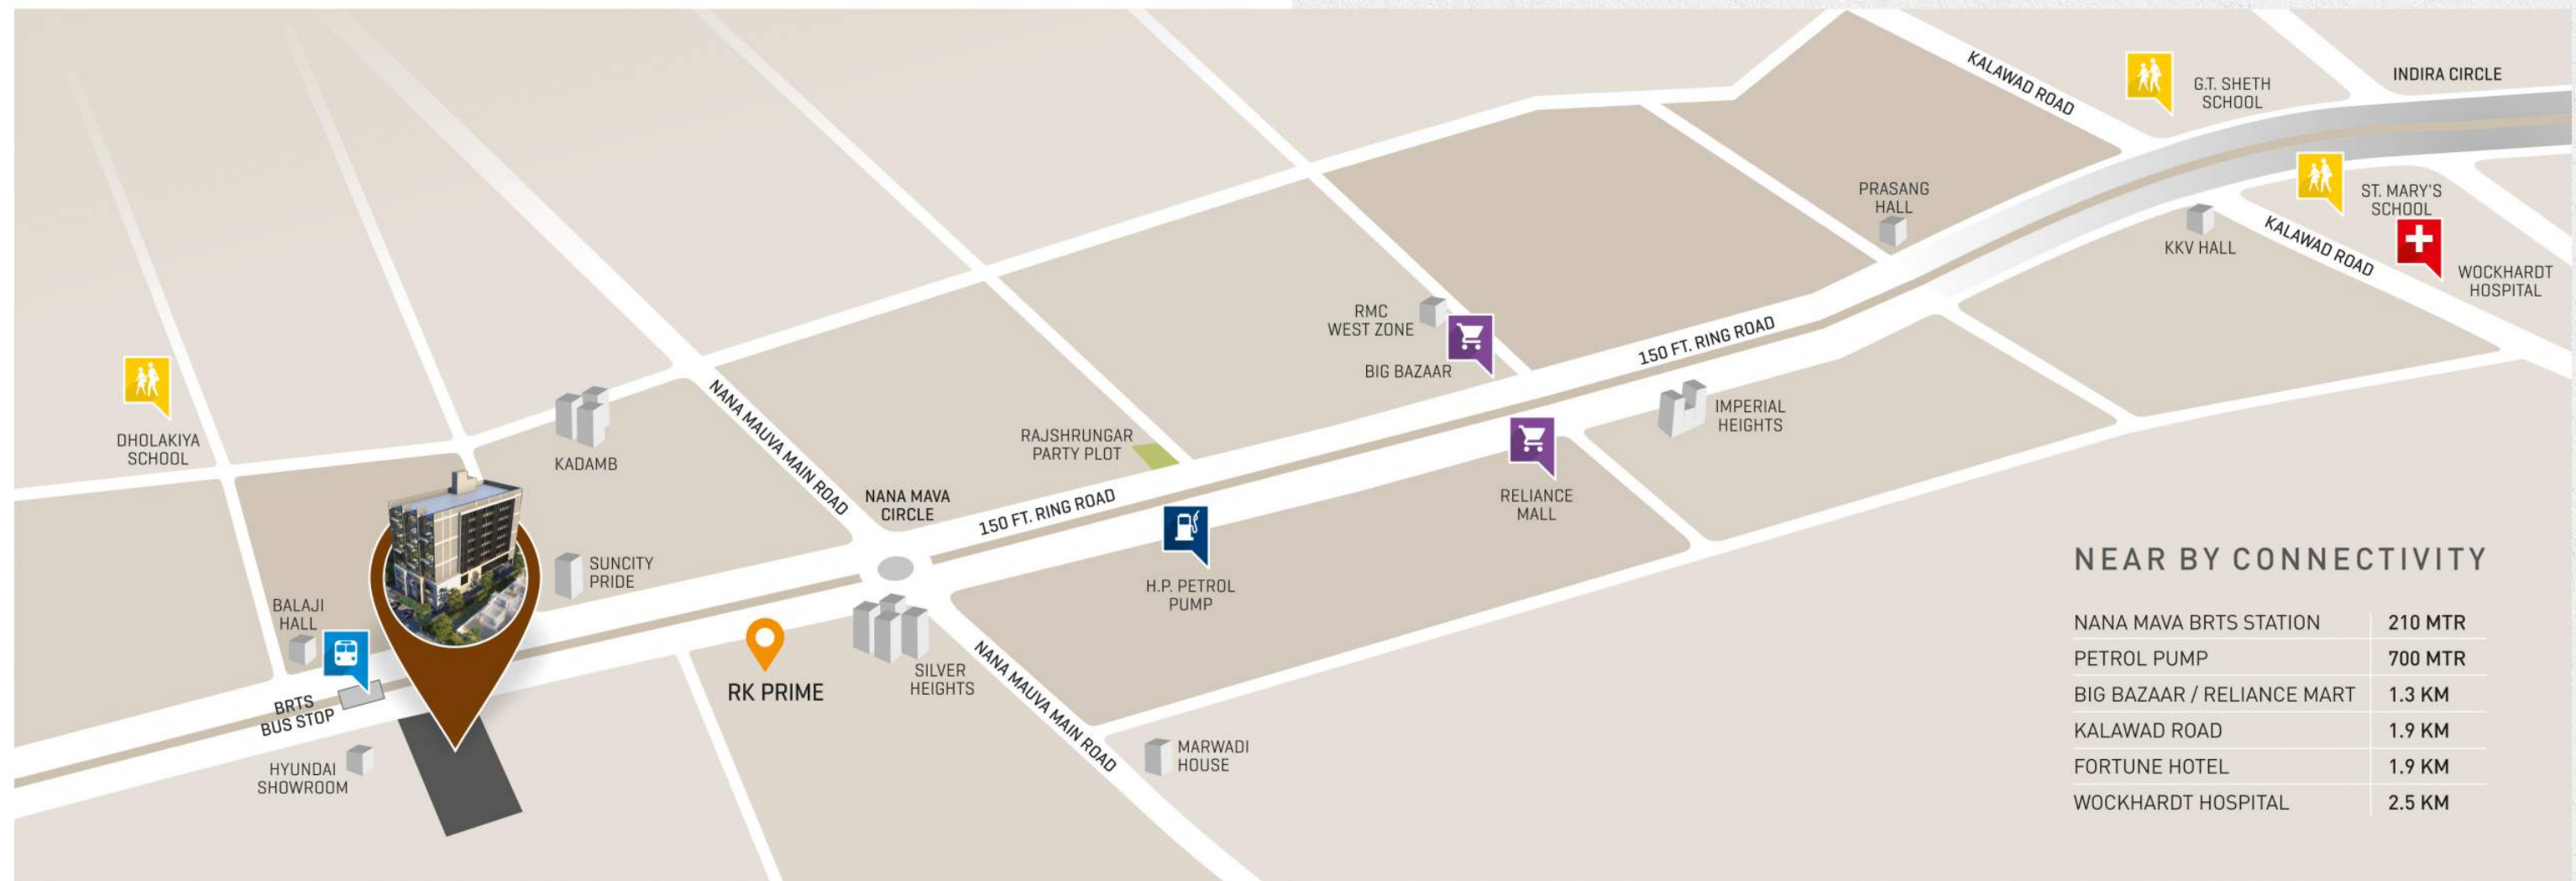 KALAWAD ROAD
G.T. SHETH
SCHOOL
INDIRA CIRCLE
PRASANG
HALL
ST. MARY'S
SCHOOL
KKV HALL
KALAWAD ROAD
WOCKHARDT
HOSPITAL
RMC
WEST ZONE
BIG BAZAAR
150 FT. RING ROAD
IMPERIAL
HEIGHTS
DHOLAKIYA
SCHOOL
KADAMB
NANA MAUVA MAIN ROAD
RAJSHRUNGAR
PARTY PLOT
NANA MAVA
CIRCLE
150 FT. RING ROAD
RELIANCE
MALL
SUNCITY
PRIDE
H.P. PETROL
PUMP
BALAJI
HALL
RK PRIME
SILVER
HEIGHTS
NANA MAUVA MAIN ROAD
BRTS
BUS STOP
HYUNDAI
SHOWROOM
MARWADI
HOUSE
NEAR BY CONNECTIVITY
NANA MAVA BRTS STATION 210 MTR
PETROL PUMP 700 MTR
BIG BAZAAR / RELIANCE MART 1.3 KM
KALAWAD ROAD 1.9 KM
FORTUNE HOTEL 1.9 KM
WOCKHARDT HOSPITAL 2.5 KM